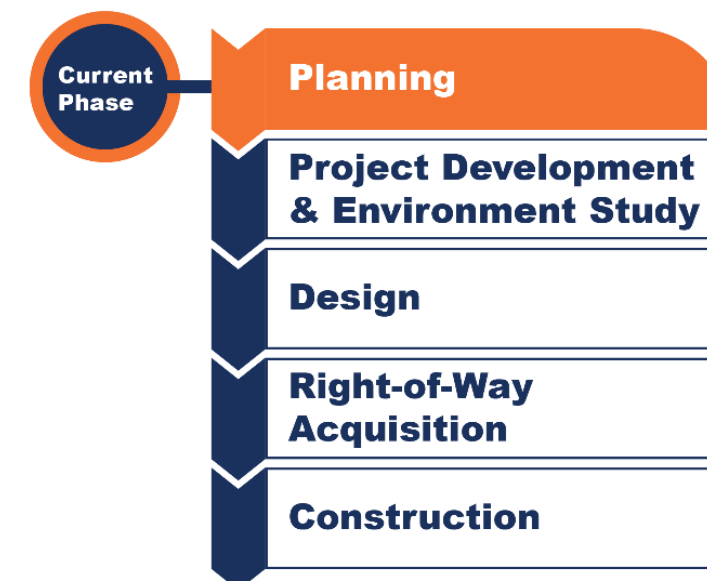 Current
Phase
Planning
Project Development
& Environment Study
Design
Right-of-Way
Acquisition
Construction